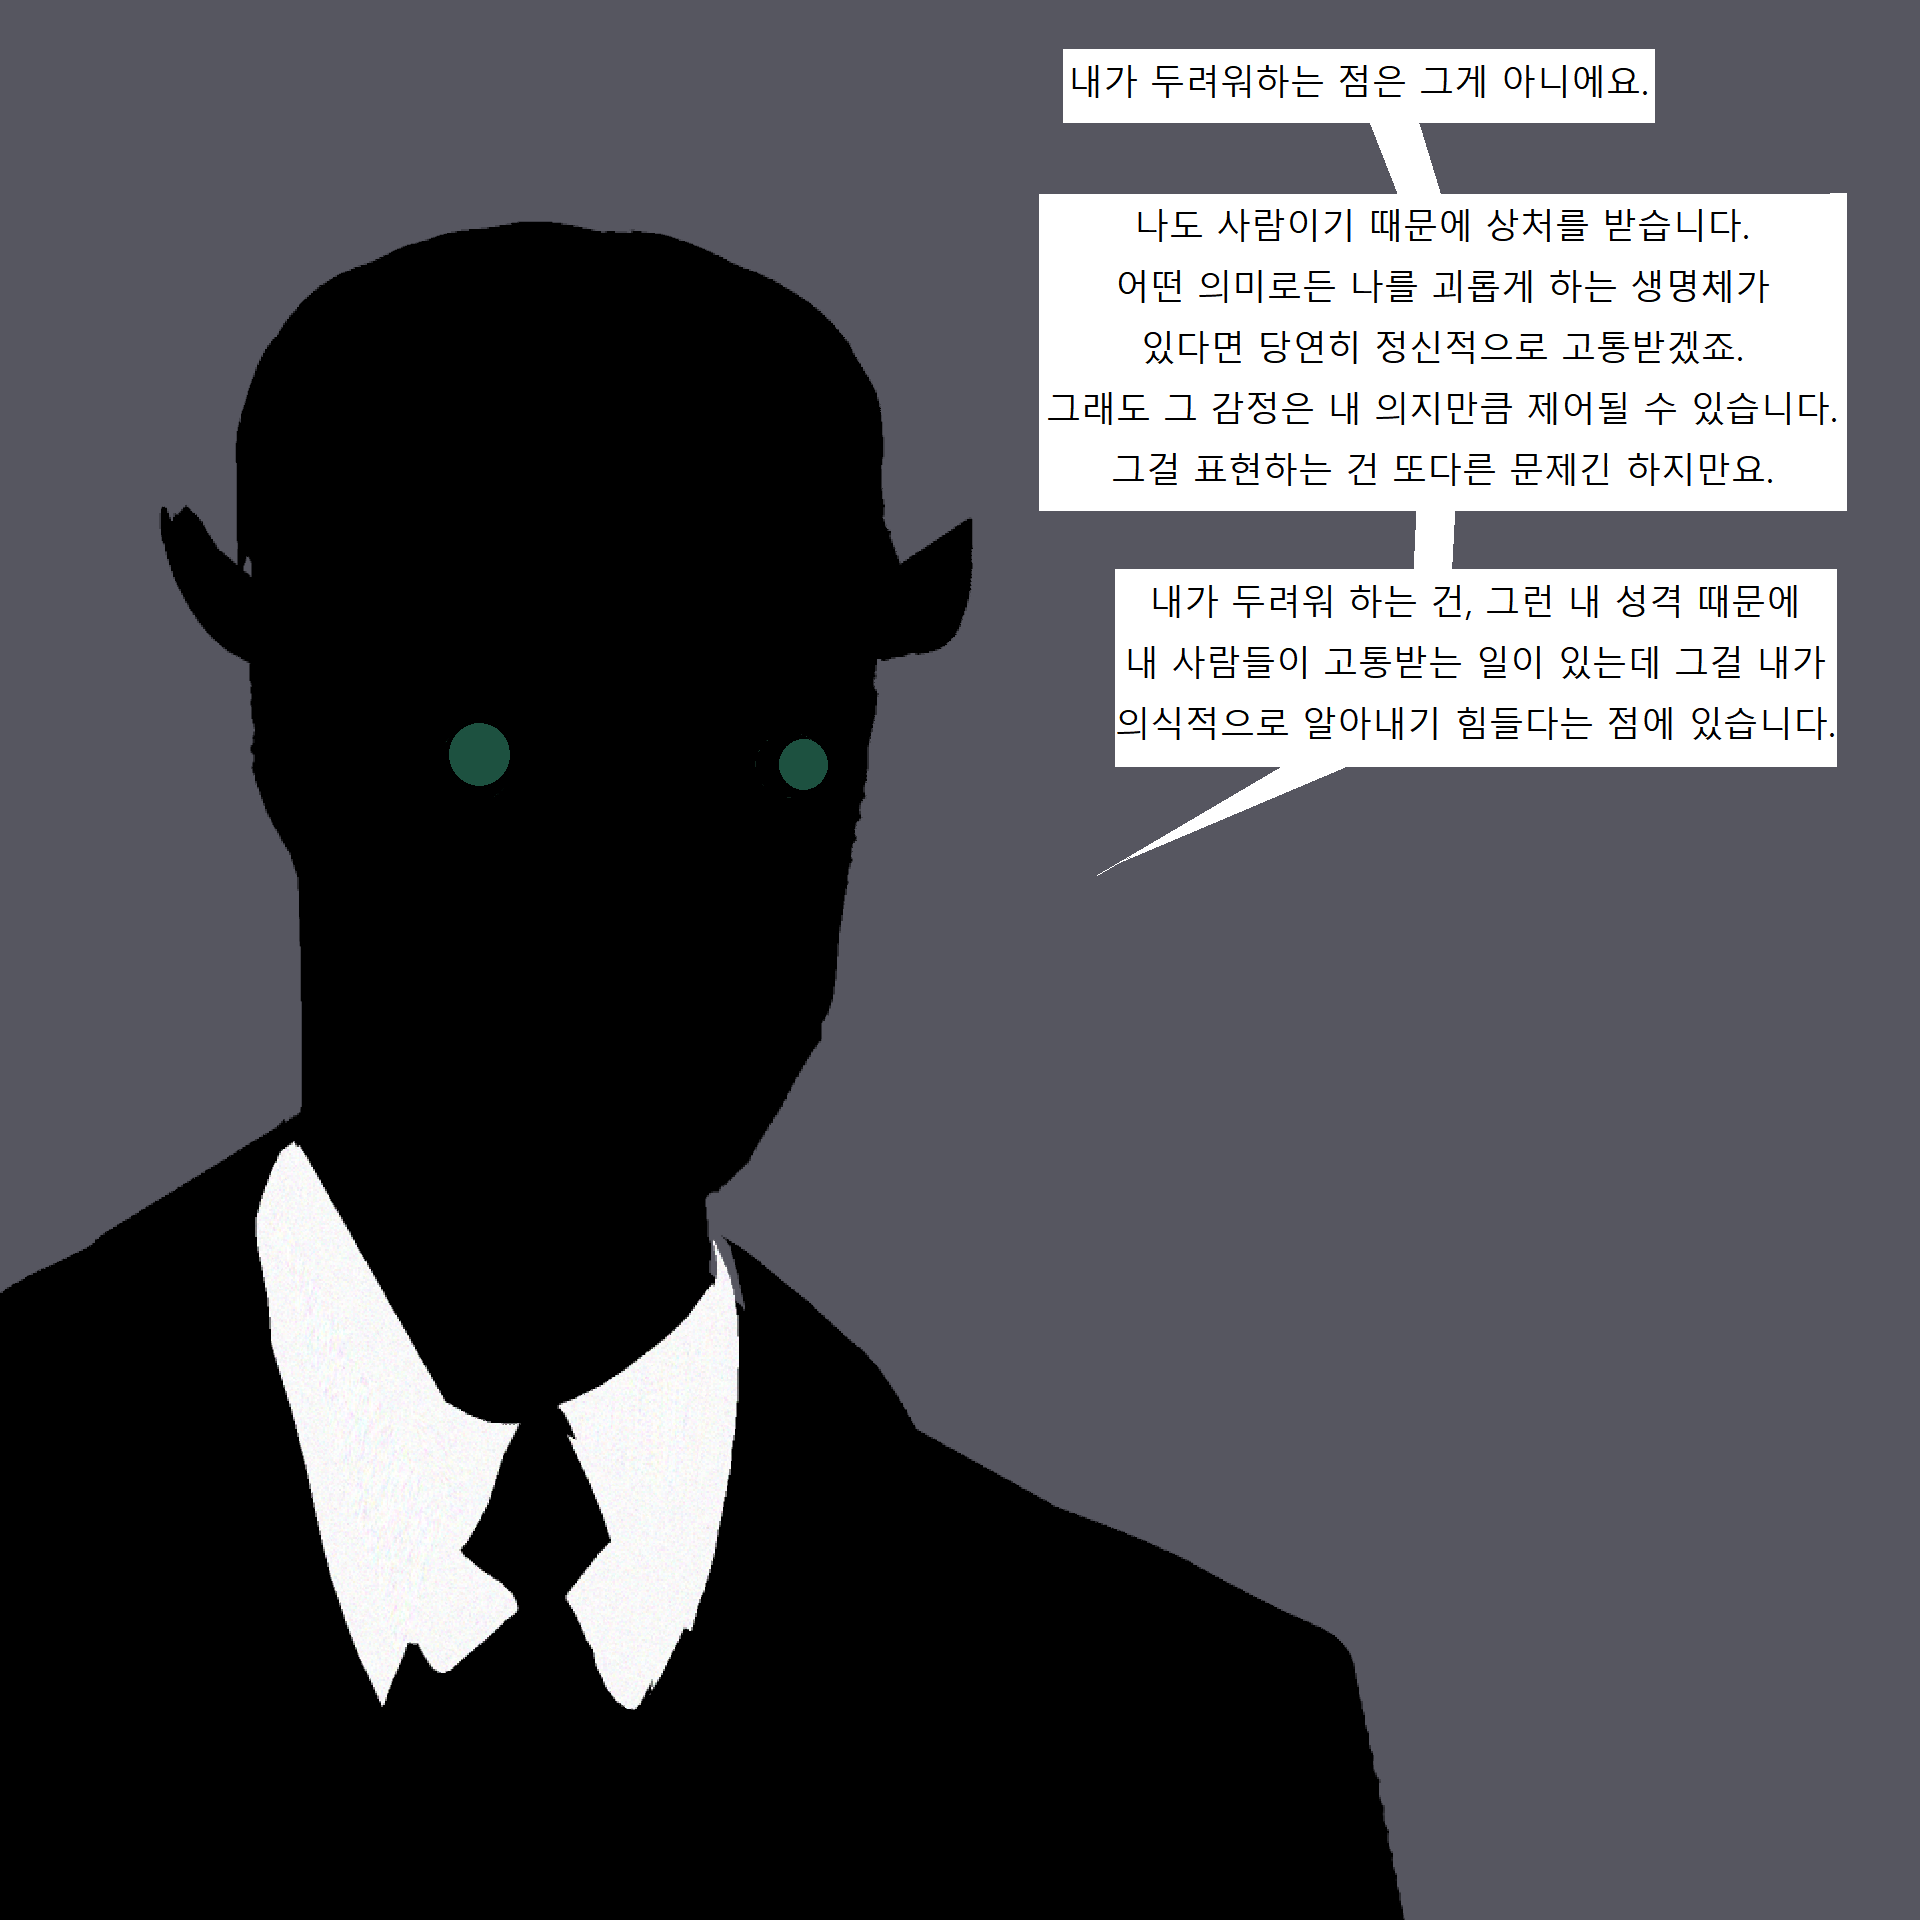 내가 두려워하는 점은 그게 아니에요.
나도 사람이기 때문에 상처를 받습니다.
어떤 의미로든 나를 괴롭게 하는 생명체가
있다면 당연히 정신적으로 고통받겠죠.
그래도 그 감정은 내 의지만큼 제어될 수 있습니다.
그걸 표현하는 건 또다른 문제긴 하지만요.
내가 두려워 하는 건, 그런 내 성격 때문에
내 사람들이 고통받는 일이 있는데 그걸 내가
의식적으로 알아내기 힘들다는 점에 있습니다.